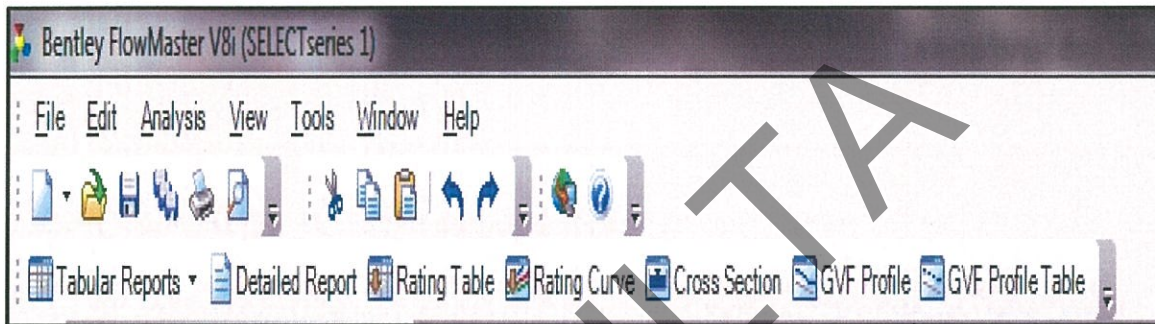 Bentley FlowMaster V8i (SELECTseries 1)
File Edit Analysis View Tools Window Help
Tabular Reports Detailed Report Rating Table Rating Curve Cross Section GVF Profile GVF Profile Table